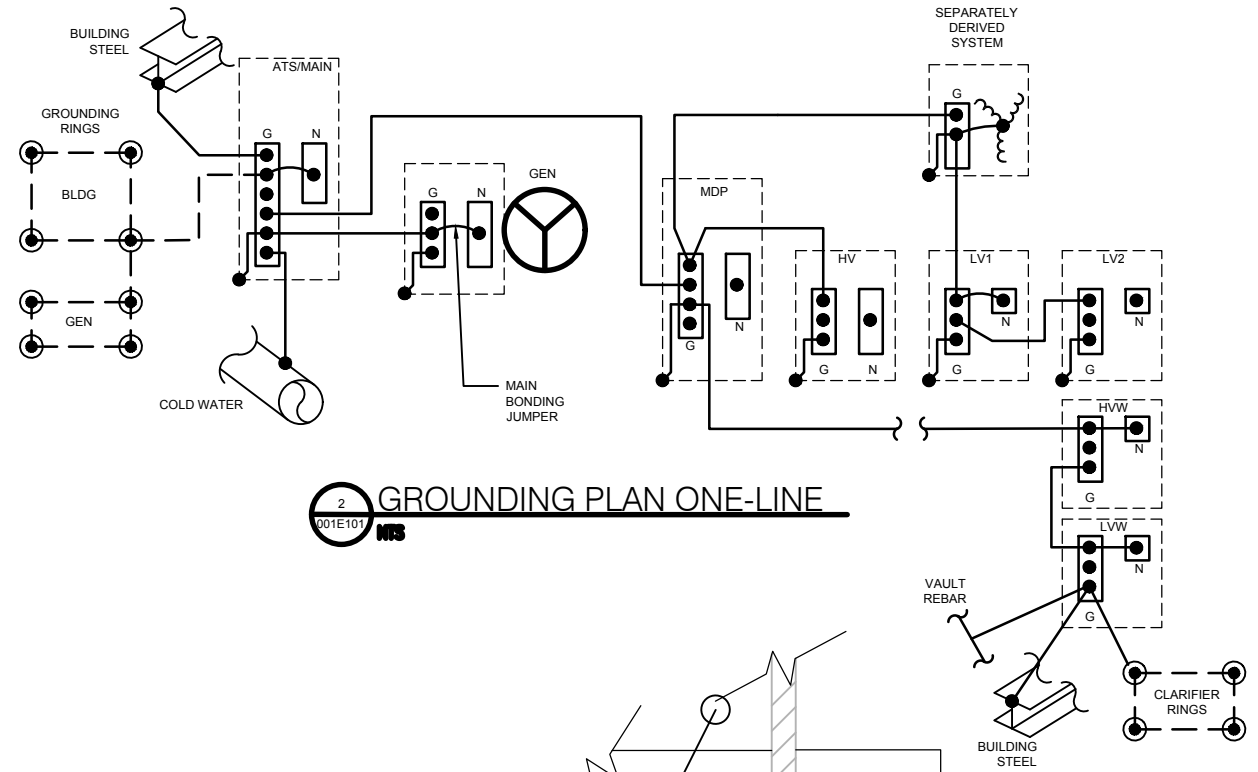 SEPARATELY
DERIVED
SYSTEM
BUILDING
STEEL
ATS/MAIN
GROUNDING
RINGS
G
N
G
BLDG
GEN
MDP
G
N
HV
LV1
LV2
GEN
N
G
N
N
G
N
G
G
G
COLD WATER
MAIN
BONDING
JUMPER
HVW
N
G
2
001E101
GROUNDING PLAN ONE-LINE
NTS
LVW
N
G
VAULT
REBAR
CLARIFIER
RINGS
BUILDING
STEEL